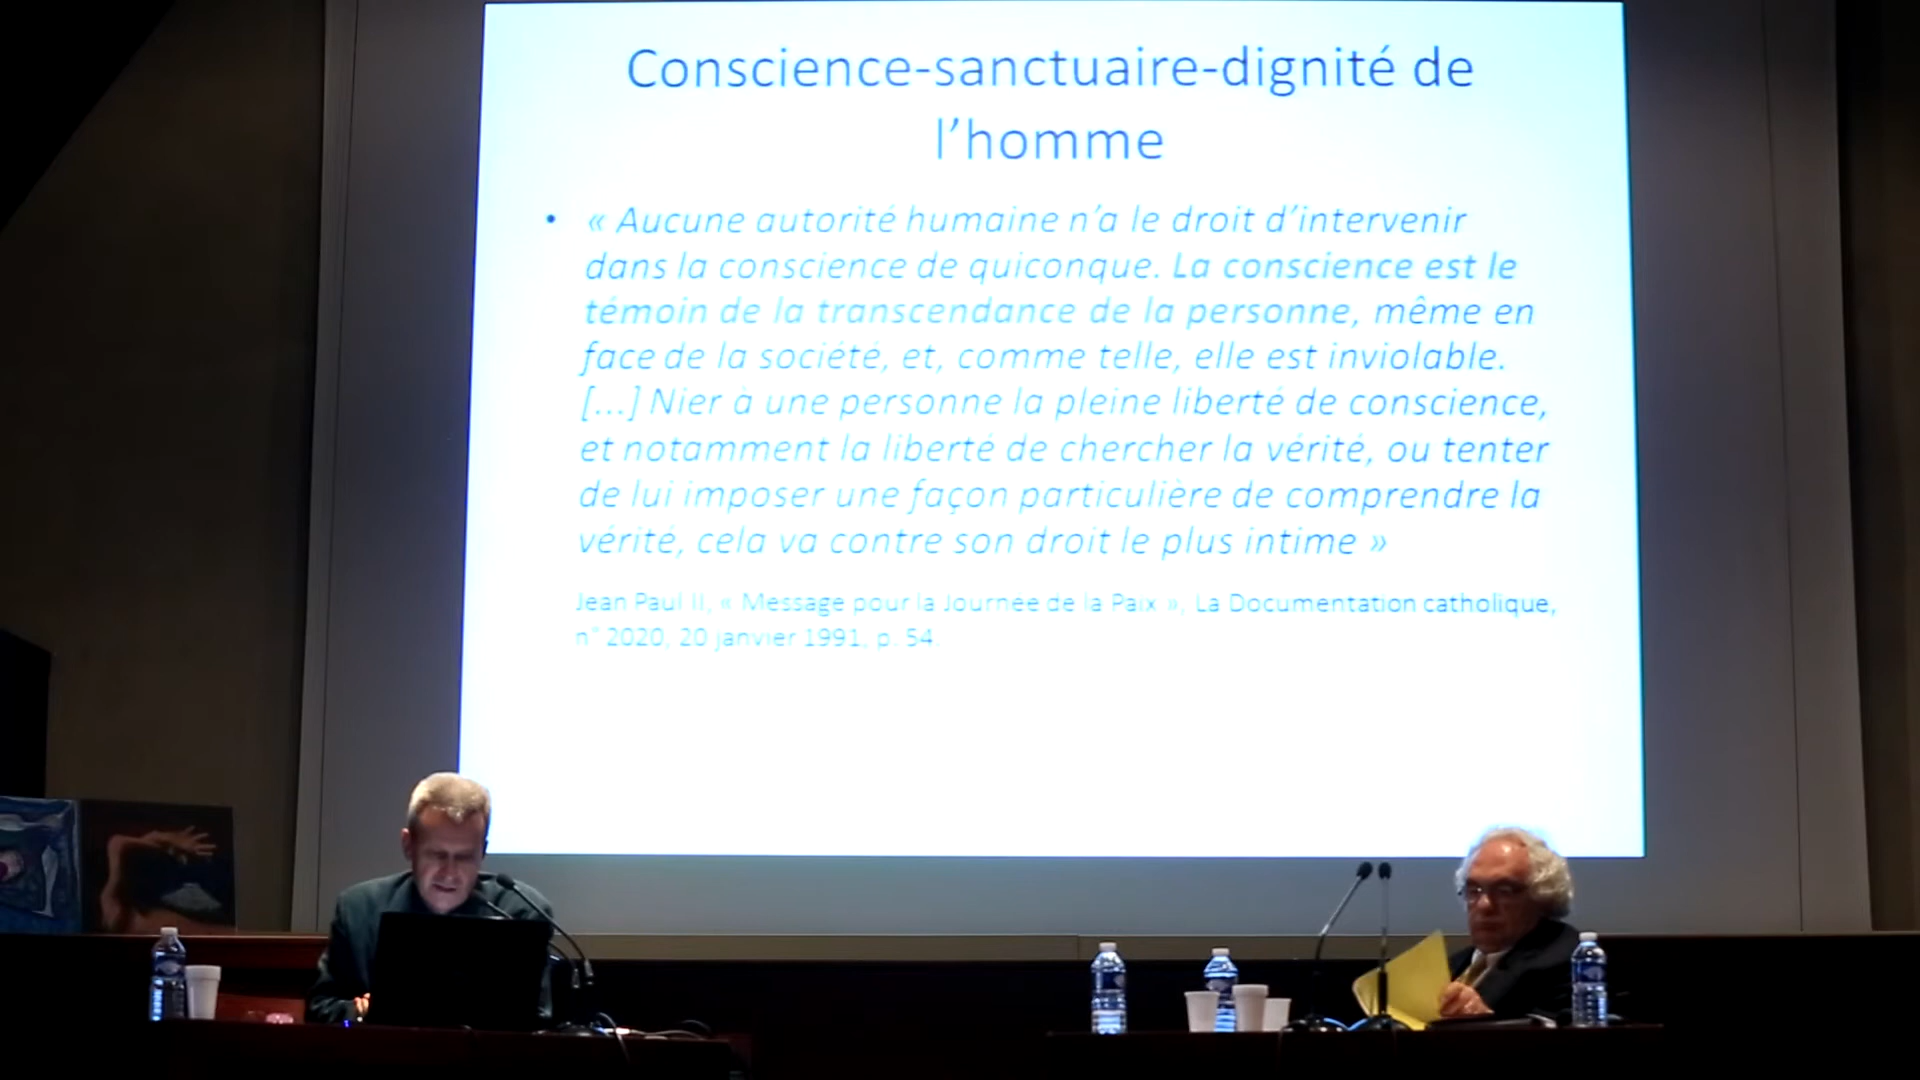 Conscience-sanctuaire-dignité de
l’homme
• « Aucune autorité humaine n’a le droit d’intervenir
dans la conscience de quiconque. La conscience est le
témoin de la transcendance de la personne, même en
face de la société, et, comme telle, elle est inviolable.
[...] Nier à une personne la pleine liberté de conscience,
et notamment la liberté de chercher la vérité, ou tenter
de lui imposer une façon particulière de comprendre la
vérité, cela va contre son droit le plus intime »
Jean Paul II, « Message pour la Journee de la Paix », La Documentation catholique,
n° 2020, 20 janvier 1991, p. 54.